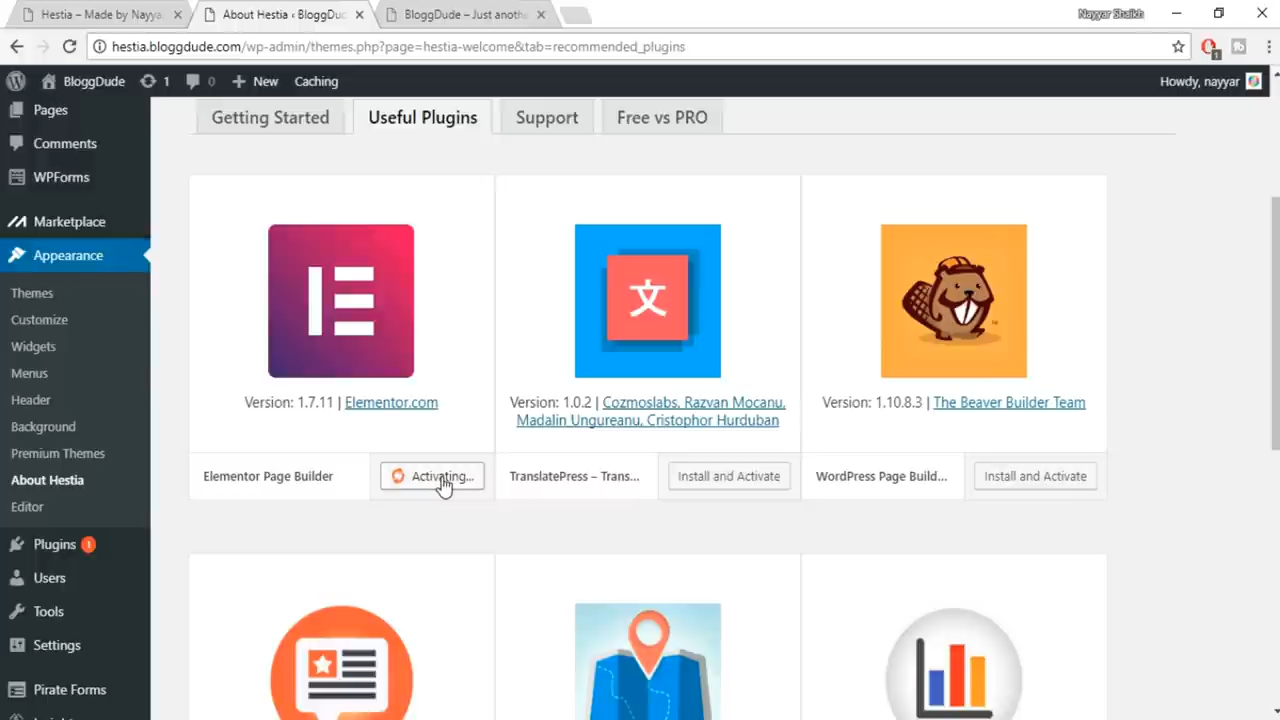 Hestia – Made by Nayya
About Hestia ‹ BloggDu
BloggDude – Just anoth
Nayyar Shaikh
hestia.bloggdude.com/wp-admin/themes.php?page=hestia-welcome&tab=recommended_plugins
1
BloggDude
1
0
New
Caching
Howdy, nayyar
Pages
Comments
WPForms
Marketplace
Appearance
Themes
Customize
Widgets
Menus
Header
Background
Premium Themes
About Hestia
Editor
Plugins 1
Users
Tools
Settings
Pirate Forms
Getting Started
Useful Plugins
Support
Free vs PRO
Version: 1.7.11 | Elementor.com
Elementor Page Builder
Activating...
文
Version: 1.0.2 | Cozmoslabs, Razvan Mocanu,
Madalin Ungureanu, Cristophor Hurduban
TranslatePress – Trans...
Install and Activate
Version: 1.10.8.3 | The Beaver Builder Team
WordPress Page Build...
Install and Activate